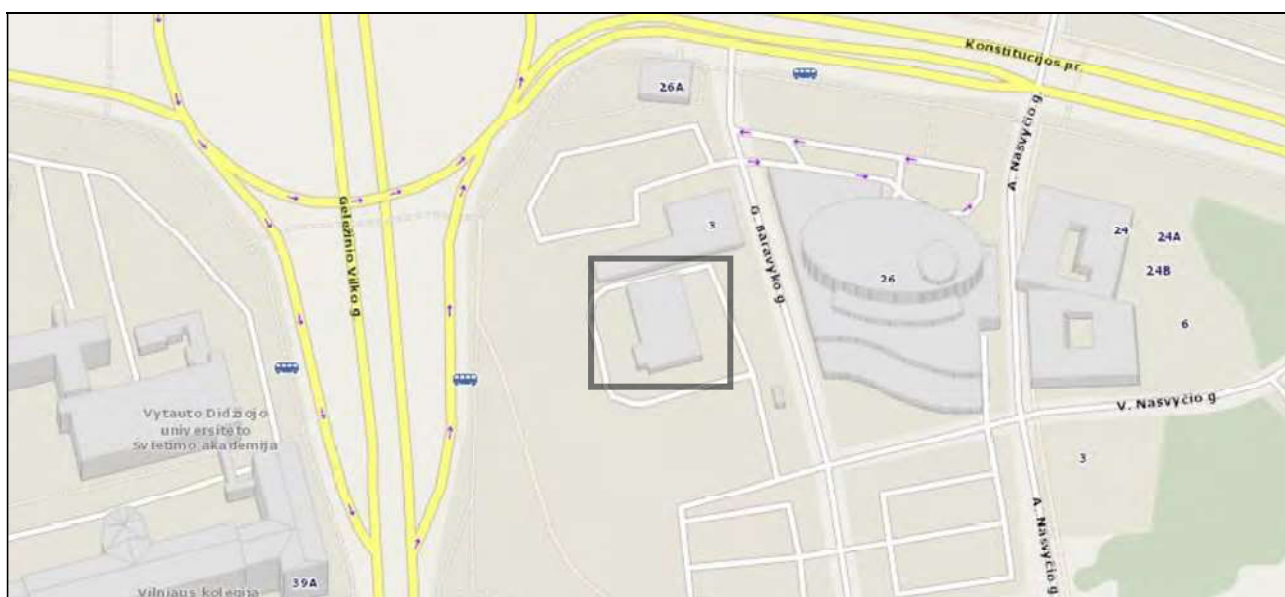 Konstitucijos pr.
26A
A. Nasvyčio g.
Geležinio Vilko g.
3
G. Baravyko g.
24
24A
24B
26
6
V. Nasvyčio g.
Vytauto Didžiojo
universiteto
švietimo akademija
3
A. Nasvyčio g.
39A
Vilniaus kolegija